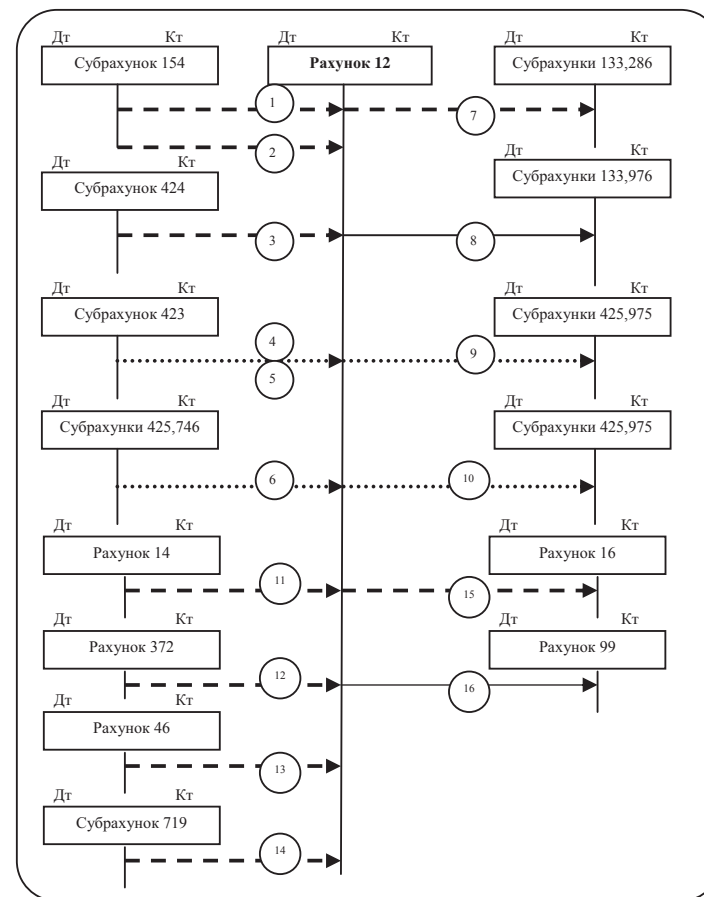 Дт Кт Дт Кт Дт Кт
Субрахунок 154 Рахунок 12 Субрахунки 133,286
1
7
2
Дт Кт
Субрахунки 133,976
Дт Кт
Субрахунок 424
3 8
Дт Кт Дт Кт
Субрахунок 423 Субрахунки 425,975
4
9
5
Дт Кт Дт Кт
Субрахунки 425,746 Субрахунки 425,975
6 10
Дт Кт Дт Кт
Рахунок 14 Рахунок 16
11 15
Дт Кт Дт Кт
Рахунок 372 Рахунок 99
12 16
Дт Кт
Рахунок 46
13
Дт Кт
Субрахунок 719
14